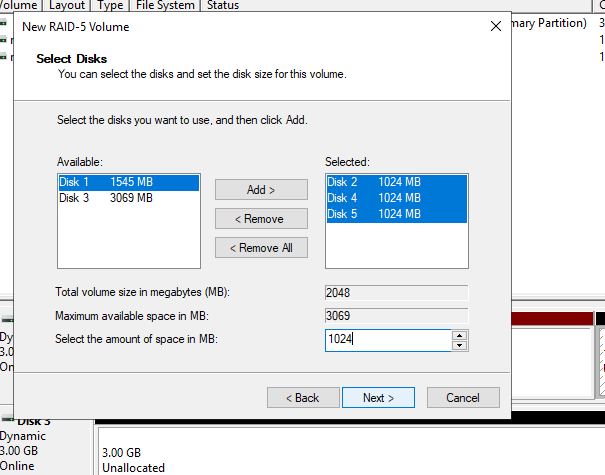 Volume Layout Type File System Status
New RAID-5 Volume
mary Partition)
Select Disks
You can select the disks and set the disk size for this volume.
Select the disks you want to use, and then click Add.
Available:
Selected:
Disk 1 1545 MB
Disk 3 3069 MB
Add >
< Remove
< Remove All
Disk 2 1024 MB
Disk 4 1024 MB
Disk 5 1024 MB
Total volume size in megabytes (MB): 2048
Maximum available space in MB: 3069
Select the amount of space in MB: 1024
Dy
3.0
On
< Back Next > Cancel
Disk 3
Dynamic
3.00 GB
Online
3.00 GB
Unallocated